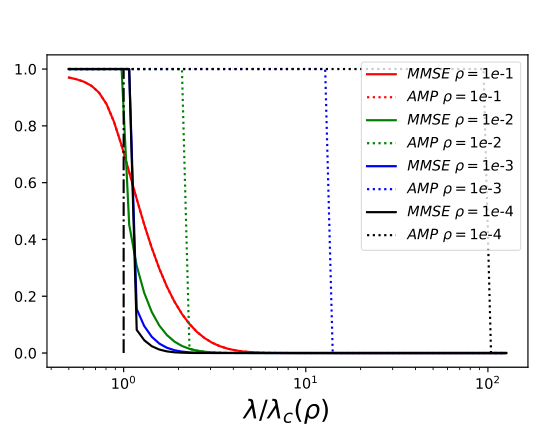 1.0
0.8
0.6
0.4
0.2
0.0
MMSE ρ = 1e-1
AMP ρ = 1e-1
MMSE ρ = 1e-2
AMP ρ = 1e-2
MMSE ρ = 1e-3
AMP ρ = 1e-3
MMSE ρ = 1e-4
AMP ρ = 1e-4
10⁰ 10¹ 10²
λ/λ_c(ρ)